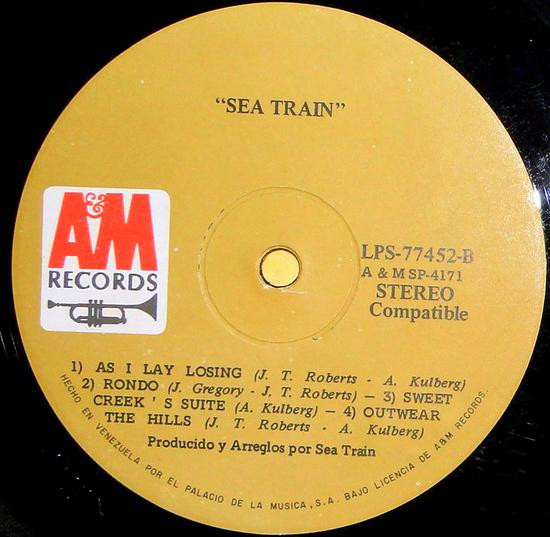 "SEA TRAIN"
A&M
RECORDS
LPS-77452-B
A & M SP-4171
STEREO
Compatible
1) AS I LAY LOSING (J. T. Roberts - A. Kulberg)
2) RONDO (J. Gregory - J. T. Roberts) — 3) SWEET
CREEK ' S SUITE (A. Kulberg) — 4) OUTWEAR
THE HILLS (J. T. Roberts - A. Kulberg)
Producido y Arreglos por Sea Train
HECHO EN VENEZUELA POR EL PALACIO DE LA MUSICA, S.A. BAJO LICENCIA DE A&M RECORDS.